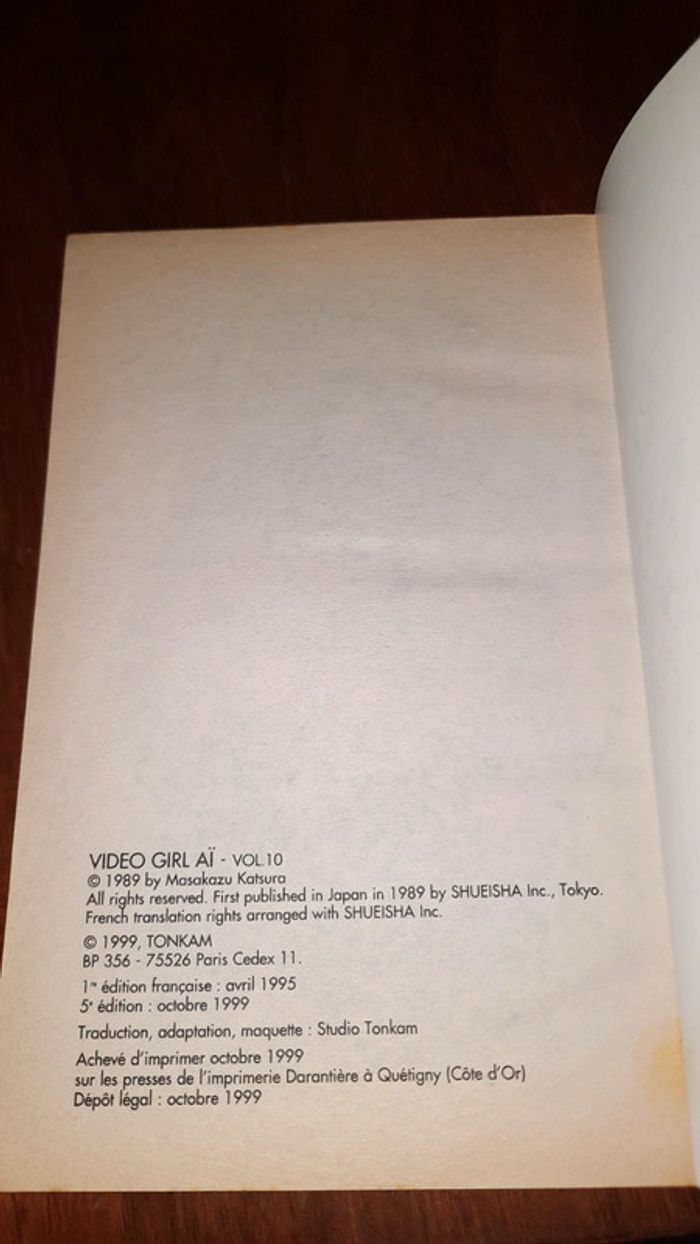 VIDEO GIRL AÏ - VOL.10
© 1989 by Masakazu Katsura
All rights reserved. First published in Japan in 1989 by SHUEISHA Inc., Tokyo.
French translation rights arranged with SHUEISHA Inc.
© 1999, TONKAM
BP 356 - 75526 Paris Cedex 11.
1re édition française : avril 1995
5e édition : octobre 1999
Traduction, adaptation, maquette : Studio Tonkam
Achevé d'imprimer octobre 1999
sur les presses de l'imprimerie Darantière à Quétigny (Côte d'Or)
Dépôt légal : octobre 1999